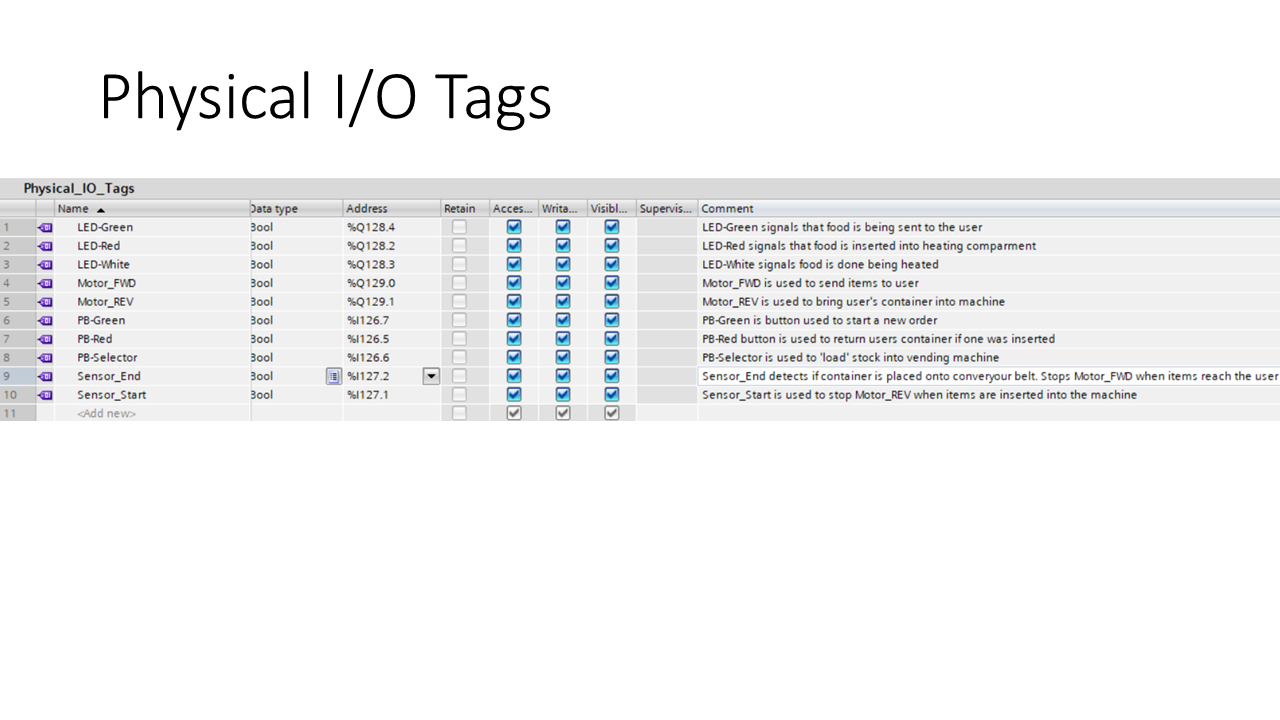 Physical I/O Tags
Physical_IO_Tags
Name Data type Address Retain Acces... Writa... Visibl... Supervis... Comment
1 LED-Green Bool %Q128.4 LED-Green signals that food is being sent to the user
2 LED-Red Bool %Q128.2 LED-Red signals that food is inserted into heating comparment
3 LED-White Bool %Q128.3 LED-White signals food is done being heated
4 Motor_FWD Bool %Q129.0 Motor_FWD is used to send items to user
5 Motor_REV Bool %Q129.1 Motor_REV is used to bring user's container into machine
6 PB-Green Bool %I126.7 PB-Green is button used to start a new order
7 PB-Red Bool %I126.5 PB-Red button is used to return users container if one was inserted
8 PB-Selector Bool %I126.6 PB-Selector is used to 'load' stock into vending machine
9 Sensor_End Bool %I127.2 Sensor_End detects if container is placed onto converyour belt. Stops Motor_FWD when items reach the user
10 Sensor_Start Bool %I127.1 Sensor_Start is used to stop Motor_REV when items are inserted into the machine
11 <Add new>